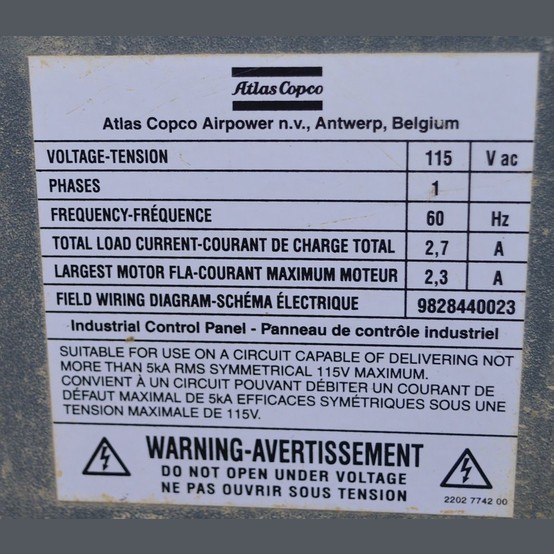 Atlas Copco
Atlas Copco Airpower n.v., Antwerp, Belgium
VOLTAGE-TENSION 115 V ac
PHASES 1
FREQUENCY-FRÉQUENCE 60 Hz
TOTAL LOAD CURRENT-COURANT DE CHARGE TOTAL 2,7 A
LARGEST MOTOR FLA-COURANT MAXIMUM MOTEUR 2,3 A
FIELD WIRING DIAGRAM-SCHÉMA ÉLECTRIQUE 9828440023
Industrial Control Panel - Panneau de contrôle industriel
SUITABLE FOR USE ON A CIRCUIT CAPABLE OF DELIVERING NOT
MORE THAN 5kA RMS SYMMETRICAL 115V MAXIMUM.
CONVIENT À UN CIRCUIT POUVANT DÉBITER UN COURANT DE
DÉFAUT MAXIMAL DE 5kA EFFICACES SYMÉTRIQUES SOUS UNE
TENSION MAXIMALE DE 115V.
WARNING-AVERTISSEMENT
DO NOT OPEN UNDER VOLTAGE
NE PAS OUVRIR SOUS TENSION
2202 7742 00